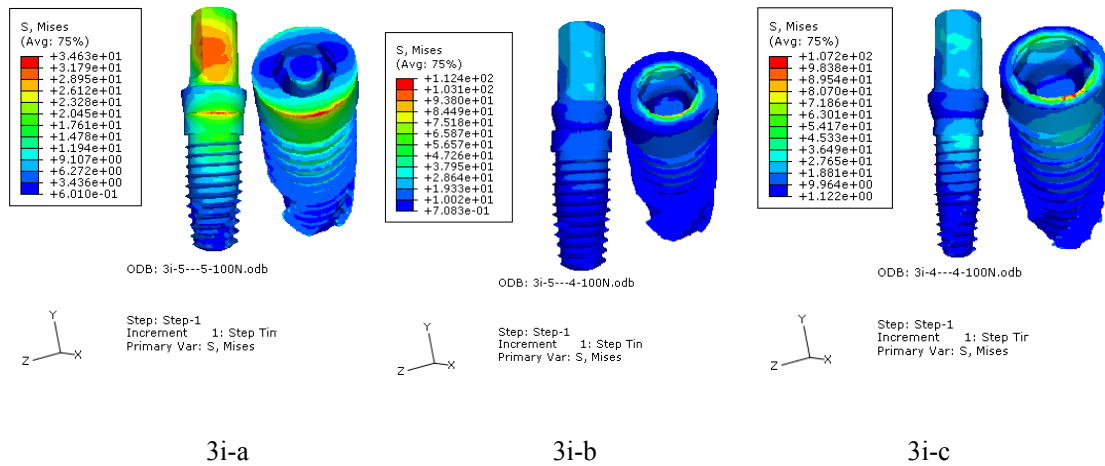 S, Mises
(Avg: 75%)
+3.463e+01
+3.179e+01
+2.895e+01
+2.612e+01
+2.328e+01
+2.045e+01
+1.761e+01
+1.478e+01
+1.194e+01
+9.107e+00
+6.272e+00
+3.436e+00
+6.010e-01
ODB: 3i-5---5-100N.odb
Y
Z
X
Step: Step-1
Increment 1: Step Tim
Primary Var: S, Mises
3i-a
S, Mises
(Avg: 75%)
+1.124e+02
+1.031e+02
+9.380e+01
+8.449e+01
+7.518e+01
+6.587e+01
+5.657e+01
+4.726e+01
+3.795e+01
+2.864e+01
+1.933e+01
+1.002e+01
+7.083e-01
ODB: 3i-5---4-100N.odb
Y
Z
X
Step: Step-1
Increment 1: Step Tin
Primary Var: S, Mises
3i-b
S, Mises
(Avg: 75%)
+1.072e+02
+9.838e+01
+8.954e+01
+8.070e+01
+7.186e+01
+6.301e+01
+5.417e+01
+4.533e+01
+3.649e+01
+2.765e+01
+1.881e+01
+9.964e+00
+1.122e+00
ODB: 3i-4---4-100N.odb
Y
Z
X
Step: Step-1
Increment 1: Step Tir
Primary Var: S, Mises
3i-c